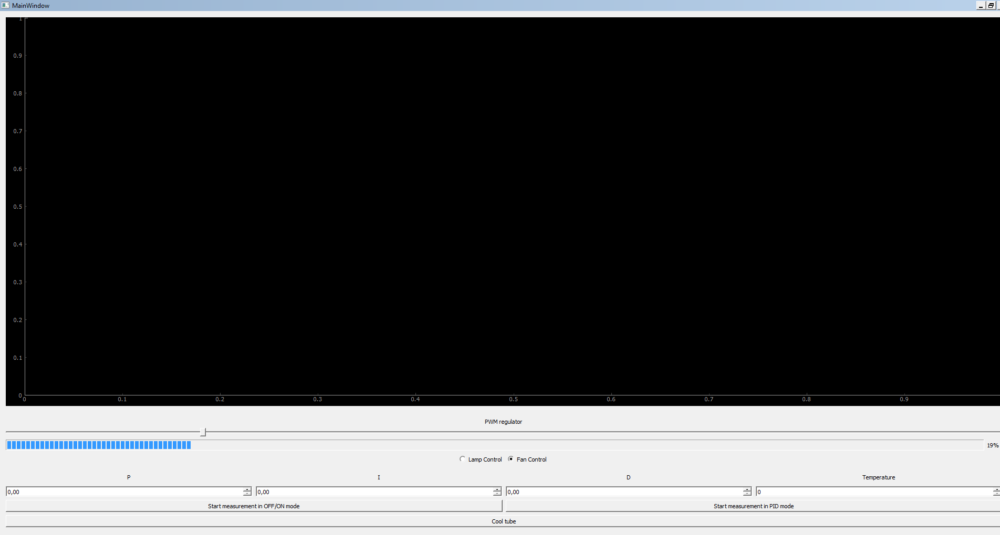 MainWindow
1
0.9
0.8
0.7
0.6
0.5
0.4
0.3
0.2
0.1
0
0 0.1 0.2 0.3 0.4 0.5 0.6 0.7 0.8 0.9
PWM regulator
19%
Lamp Control Fan Control
P I D Temperature
0,00 0,00 0,00 0
Start measurement in OFF/ON mode Start measurement in PID mode
Cool tube